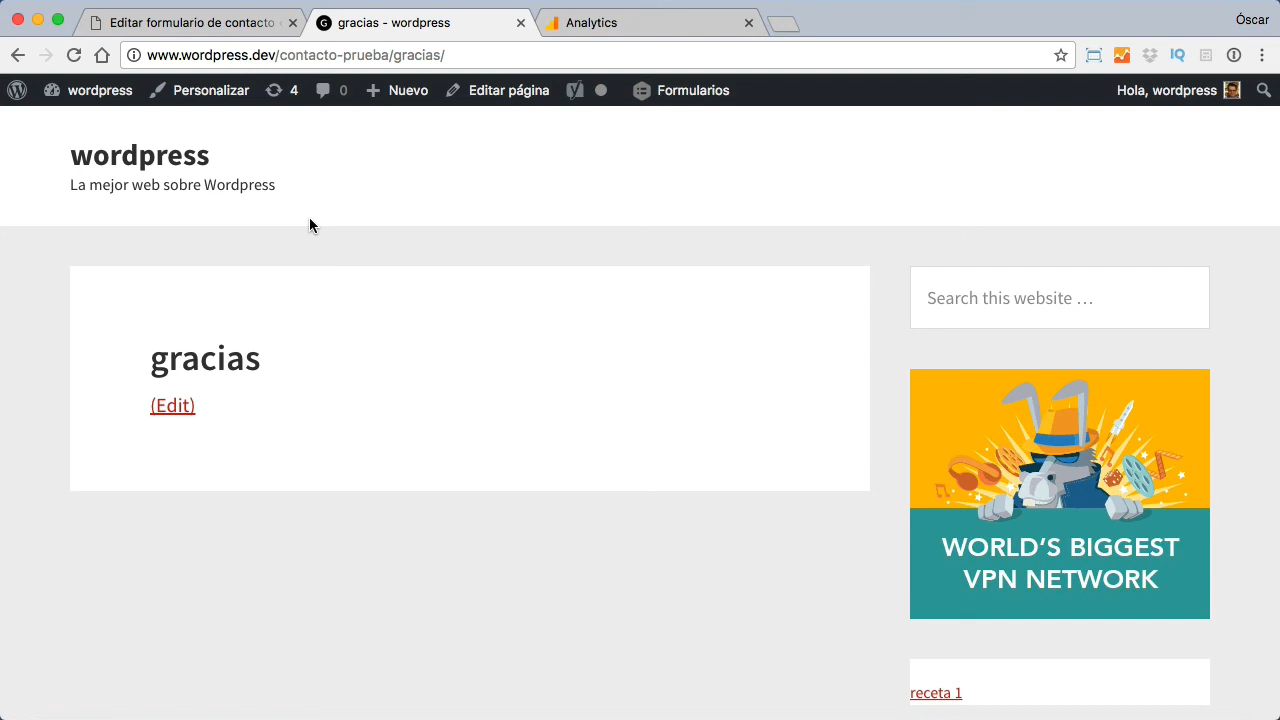 Editar formulario de contacto
gracias - wordpress
Analytics
Óscar
www.wordpress.dev/contacto-prueba/gracias/
wordpress
Personalizar
4
0
Nuevo
Editar página
Formularios
Hola, wordpress
wordpress
La mejor web sobre Wordpress
gracias
(Edit)
Search this website …
WORLD'S BIGGEST
VPN NETWORK
receta 1